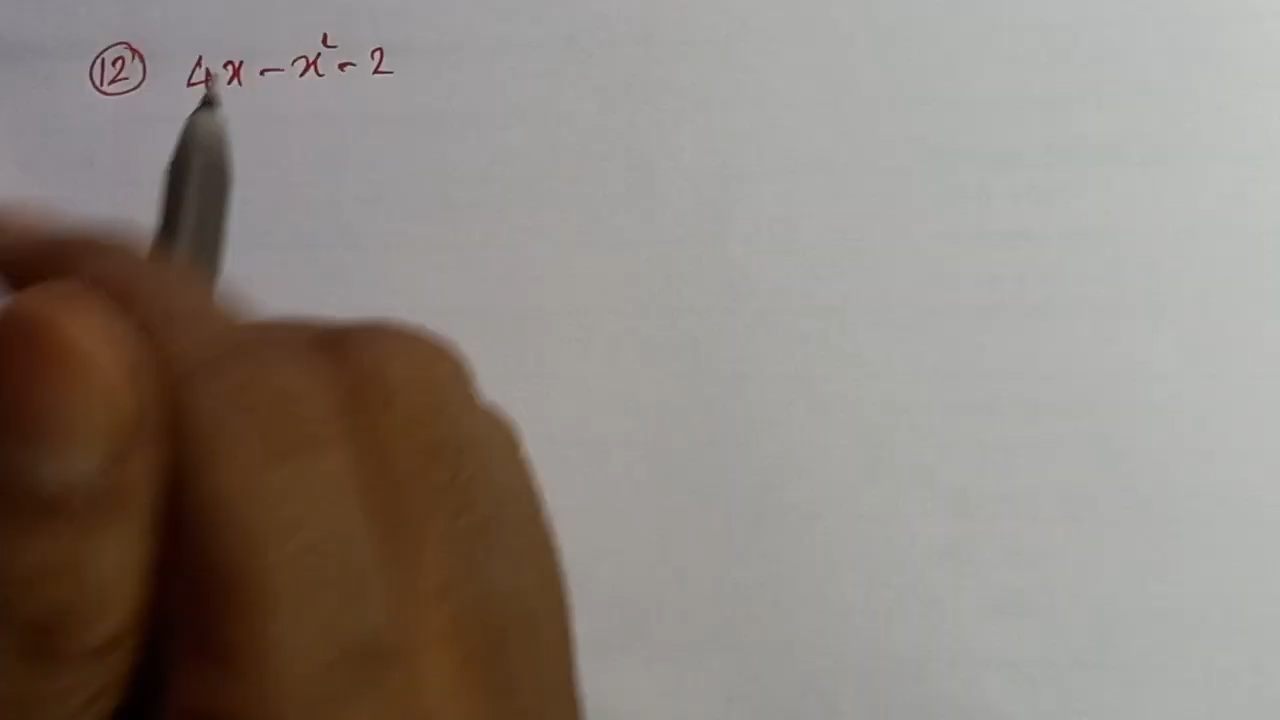 (12) 4x - x² - 2